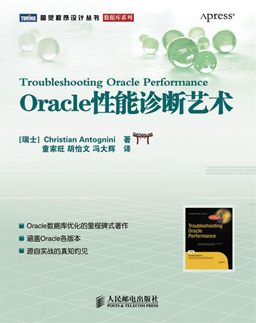 TURING
图灵程序设计丛书
数据库系列
Apress®
Troubleshooting Oracle Performance
Oracle性能诊断艺术
[瑞士] Christian Antognini 著
童家旺 胡怡文 冯大辉 译
Oracle数据库优化的里程碑式著作
涵盖Oracle各版本
源自实战的真知灼见
Troubleshooting
Oracle
Performance
人民邮电出版社
POSTS & TELECOM PRESS